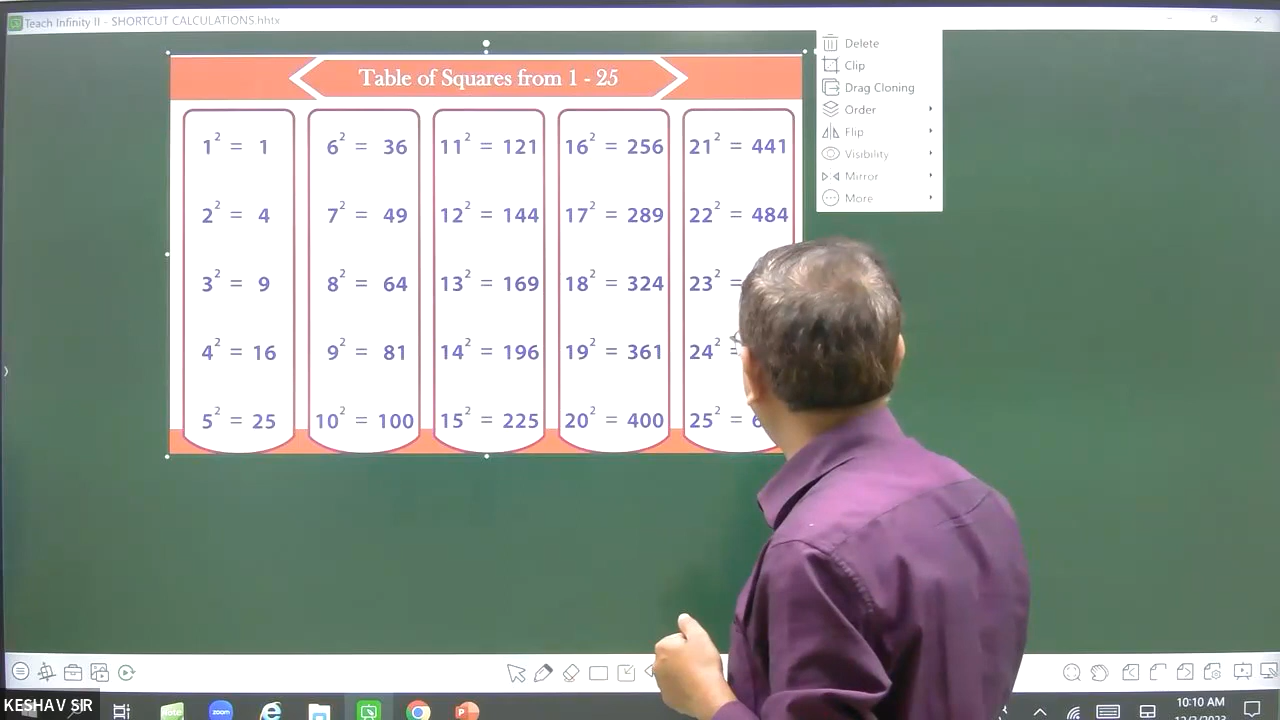 Teach Infinity II - SHORTCUT CALCULATIONS.hhtx
Delete
Clip
Drag Cloning
Order
Flip
Visibility
Mirror
More
Table of Squares from 1 - 25
1² = 1
2² = 4
3² = 9
4² = 16
5² = 25
6² = 36
7² = 49
8² = 64
9² = 81
10² = 100
11² = 121
12² = 144
13² = 169
14² = 196
15² = 225
16² = 256
17² = 289
18² = 324
19² = 361
20² = 400
21² = 441
22² = 484
23² =
24² =
25² = 6
KESHAV SIR
zoom
10:10 AM